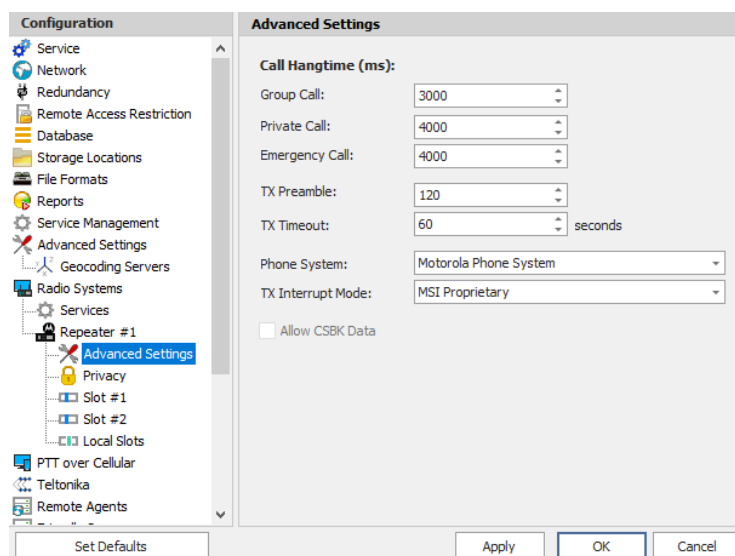 Configuration
Service
Network
Redundancy
Remote Access Restriction
Database
Storage Locations
File Formats
Reports
Service Management
Advanced Settings
Geocoding Servers
Radio Systems
Services
Repeater #1
Advanced Settings
Privacy
Slot #1
Slot #2
Local Slots
PTT over Cellular
Teltonika
Remote Agents
Set Defaults
Advanced Settings
Call Hangtime (ms):
Group Call: 3000
Private Call: 4000
Emergency Call: 4000
TX Preamble: 120
TX Timeout: 60 seconds
Phone System: Motorola Phone System
TX Interrupt Mode: MSI Proprietary
Allow CSBK Data
Apply OK Cancel